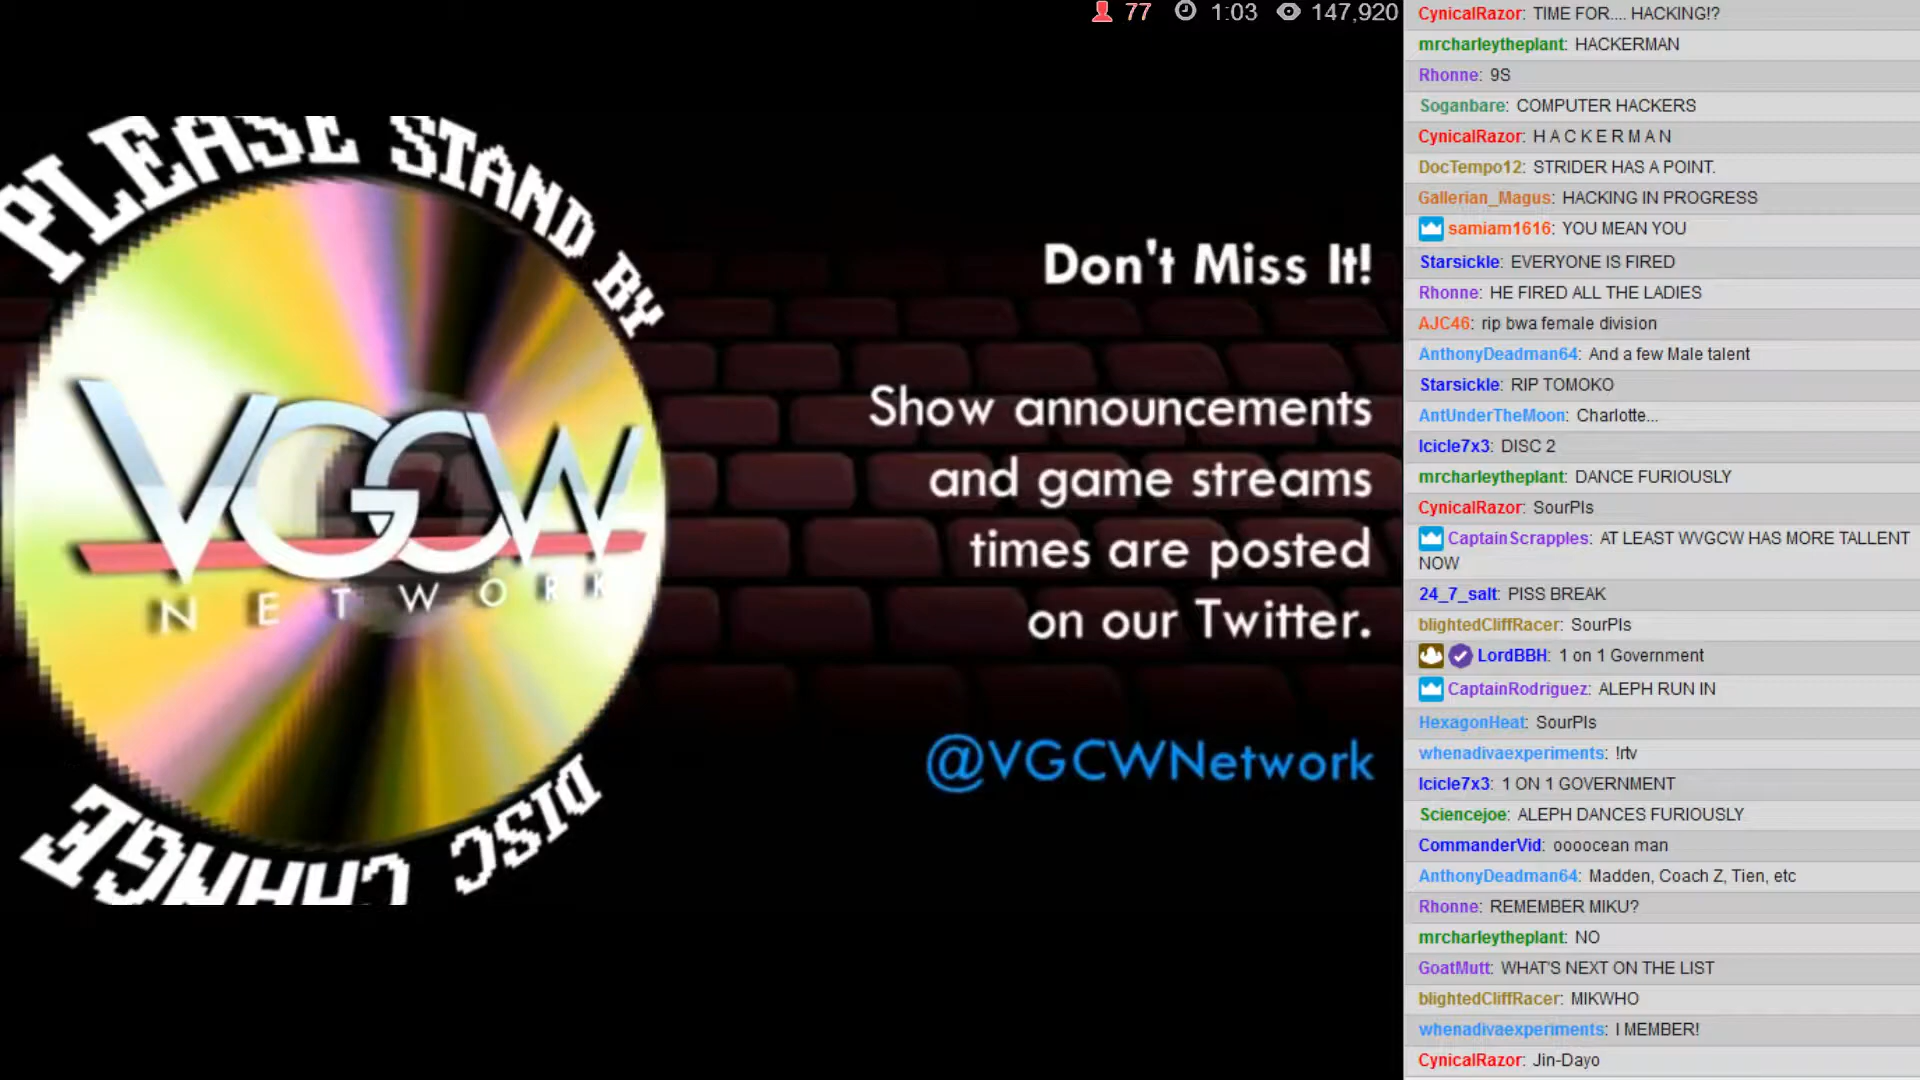 77 1:03 147,920
PLEASE STAND BY
VGCW
NETWORK
DISC CHANGE
Don't Miss It!
Show announcements
and game streams
times are posted
on our Twitter.
@VGCWNetwork
CynicalRazor: TIME FOR.... HACKING!?
mrcharleytheplant: HACKERMAN
Rhonne: 9S
Soganbare: COMPUTER HACKERS
CynicalRazor: H A C K E R M A N
DocTempo12: STRIDER HAS A POINT.
Gallerian_Magus: HACKING IN PROGRESS
samiam1616: YOU MEAN YOU
Starsickle: EVERYONE IS FIRED
Rhonne: HE FIRED ALL THE LADIES
AJC46: rip bwa female division
AnthonyDeadman64: And a few Male talent
Starsickle: RIP TOMOKO
AntUnderTheMoon: Charlotte...
Icicle7x3: DISC 2
mrcharleytheplant: DANCE FURIOUSLY
CynicalRazor: SourPls
CaptainScrapples: AT LEAST WVGCW HAS MORE TALLENT
NOW
24_7_salt: PISS BREAK
blightedCliffRacer: SourPls
LordBBH: 1 on 1 Government
CaptainRodriguez: ALEPH RUN IN
HexagonHeat: SourPls
whenadivaexperiments: !rtv
Icicle7x3: 1 ON 1 GOVERNMENT
Sciencejoe: ALEPH DANCES FURIOUSLY
CommanderVid: oooocean man
AnthonyDeadman64: Madden, Coach Z, Tien, etc
Rhonne: REMEMBER MIKU?
mrcharleytheplant: NO
GoatMutt: WHAT'S NEXT ON THE LIST
blightedCliffRacer: MIKWHO
whenadivaexperiments: I MEMBER!
CynicalRazor: Jin-Dayo